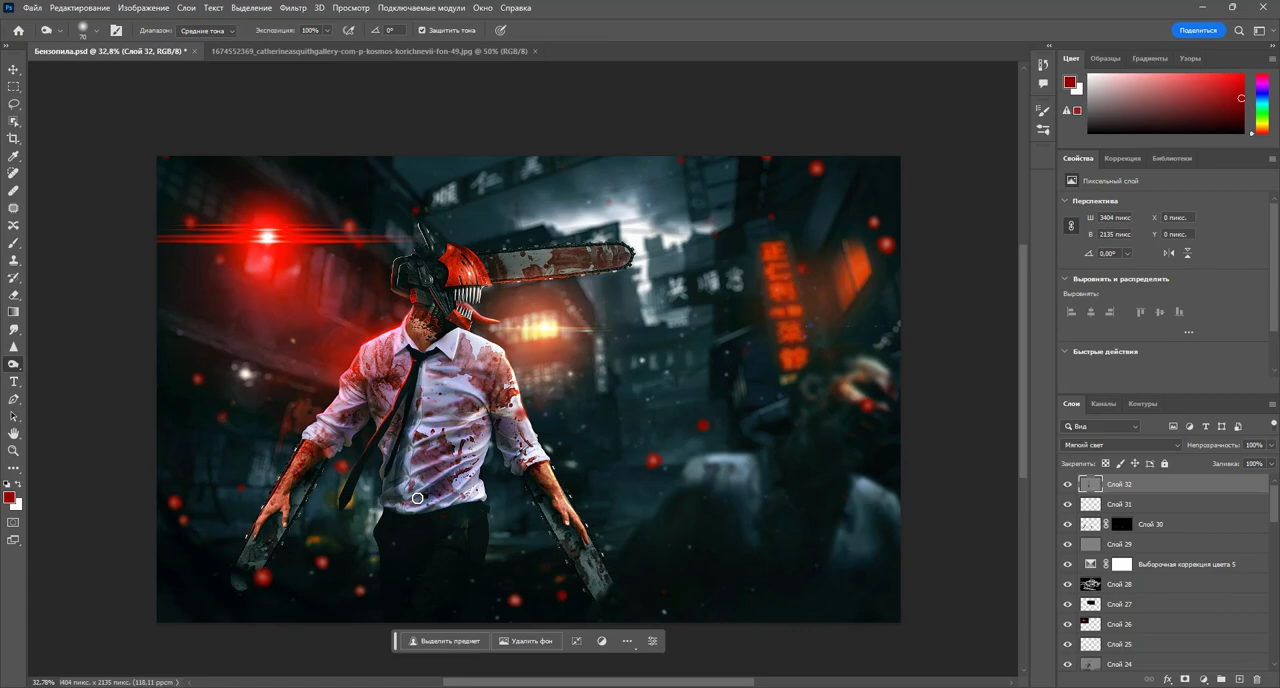 Ps Файл Редактирование Изображение Слои Текст Выделение Фильтр 3D Просмотр Подключаемые модули Окно Справка
70 Диапазон: Средние тона Экспозиция: 100% 0° Защитить тона Поделиться
Бензопила.psd @ 32,8% (Слой 32, RGB/8) * × 1674552369_catherineasquithgallery-com-p-kosmos-korichnevii-fon-49.jpg @ 50% (RGB/8) ×
Цвет Образцы Градиенты Узоры
Свойства Коррекция Библиотеки
Пиксельный слой
Перспектива
Ш 3404 пикс. X 0 пикс.
В 2135 пикс. Y 0 пикс.
0,00°
Выровнять и распределить
Выровнять:
Быстрые действия
Слои Каналы Контуры
Вид
Мягкий свет Непрозрачность: 100%
Закрепить: Заливка: 100%
Слой 32
Слой 31
Слой 30
Слой 29
Выборочная коррекция цвета 5
Слой 28
Слой 27
Слой 26
Слой 25
Слой 24
Выделить предмет Удалить фон
32,78% H04 пикс. x 2135 пикс. (118,11 ppcm)